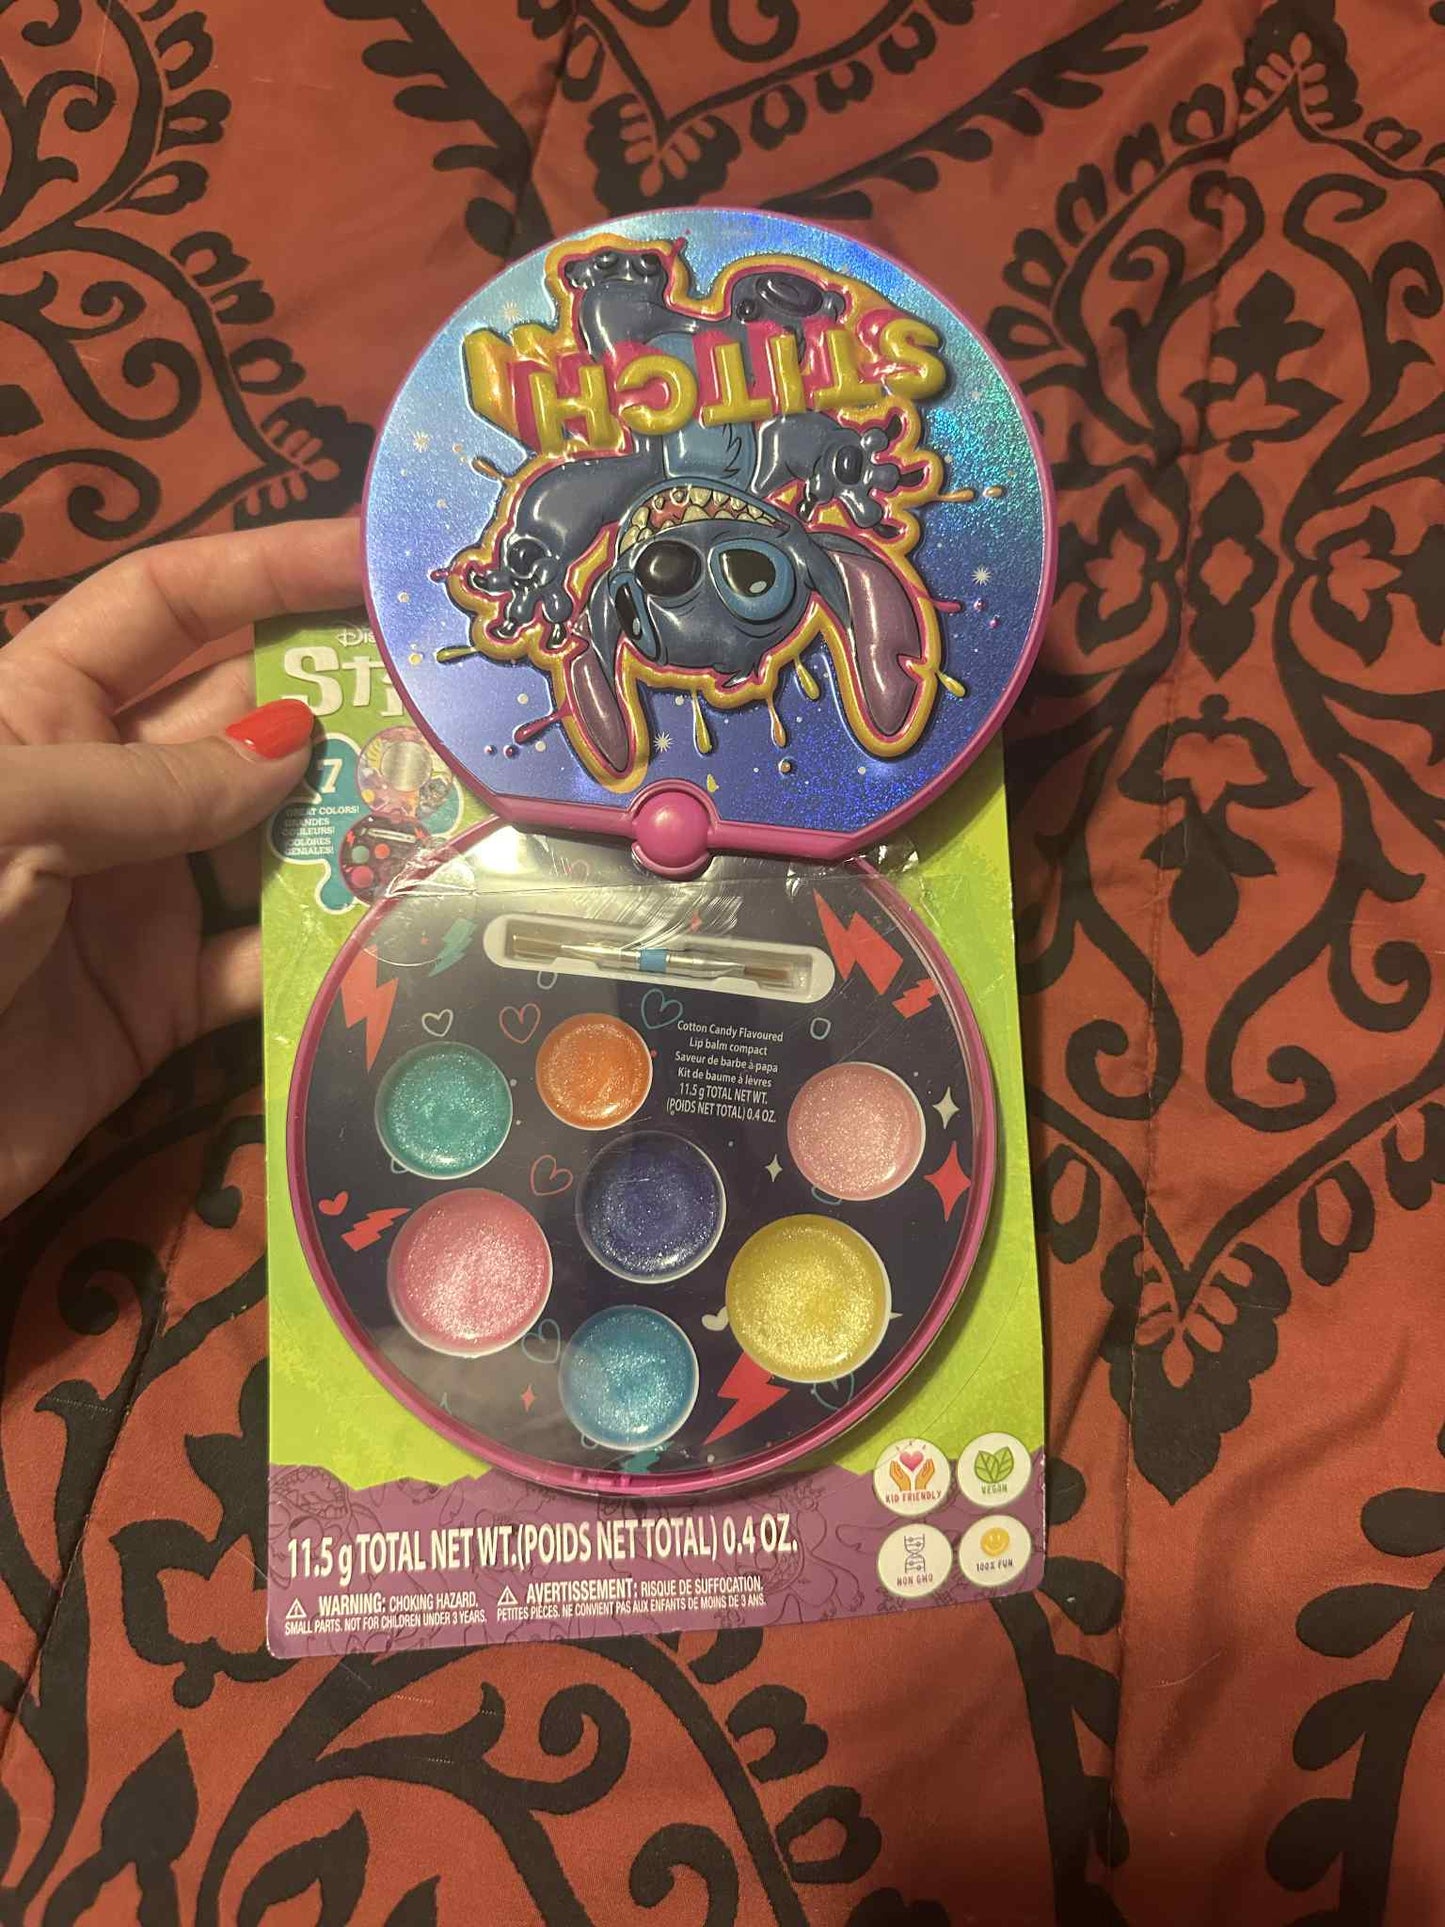 STITCH
7
GREAT COLORS!
GRANDES
COULEURS!
COLORES
GENIALES!
Cotton Candy Flavoured
Lip balm compact
Saveur de barbe à papa
Kit de baume à lèvres
11.5 g TOTAL NET WT.
(POIDS NET TOTAL) 0.4 OZ.
KID FRIENDLY
VEGAN
NON GMO
100% FUN
11.5 g TOTAL NET WT.(POIDS NET TOTAL) 0.4 OZ.
WARNING: CHOKING HAZARD.
SMALL PARTS. NOT FOR CHILDREN UNDER 3 YEARS.
AVERTISSEMENT: RISQUE DE SUFFOCATION.
PETITES PIÈCES. NE CONVIENT PAS AUX ENFANTS DE MOINS DE 3 ANS.